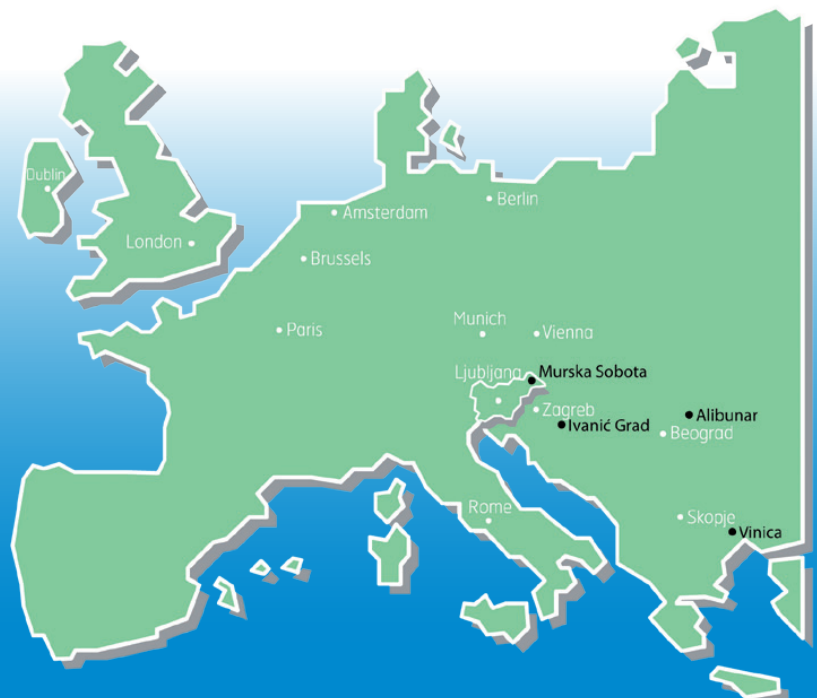 Dublin
Amsterdam
Berlin
London
Brussels
Paris
Munich
Vienna
Ljubljana
Murska Sobota
Zagreb
Alibunar
Ivanić Grad
Beograd
Rome
Skopje
Vinica